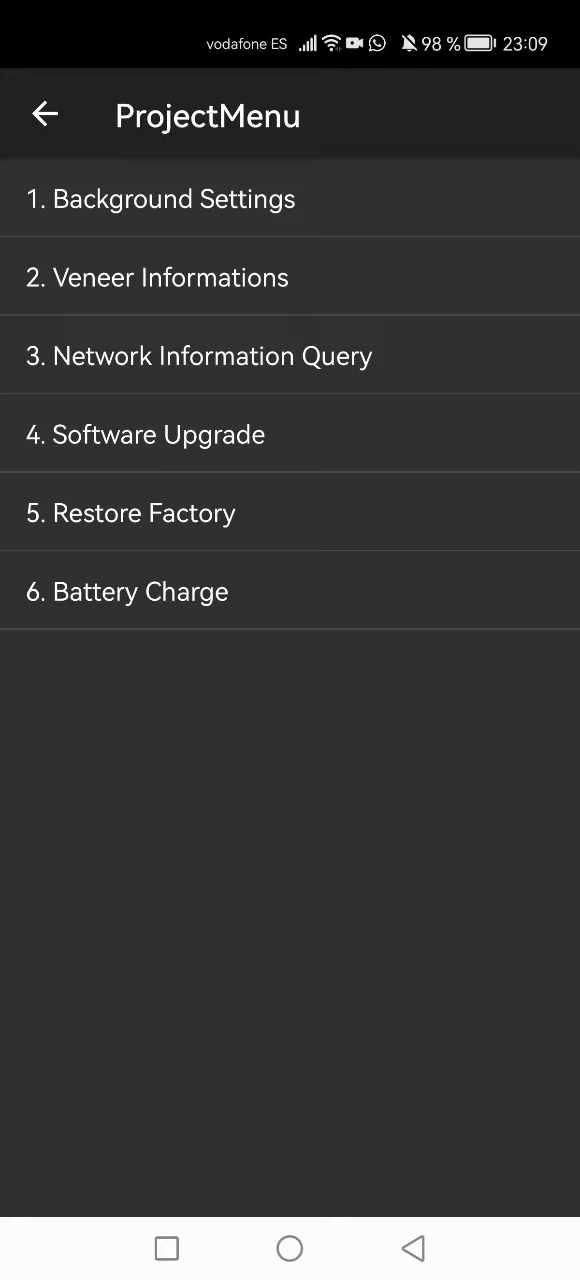 vodafone ES 98 % 23:09
ProjectMenu
1. Background Settings
2. Veneer Informations
3. Network Information Query
4. Software Upgrade
5. Restore Factory
6. Battery Charge